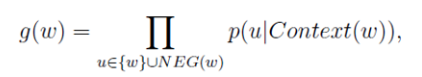 g(w) = ∏ p(u|Context(w)),
u∈{w}∪NEG(w)